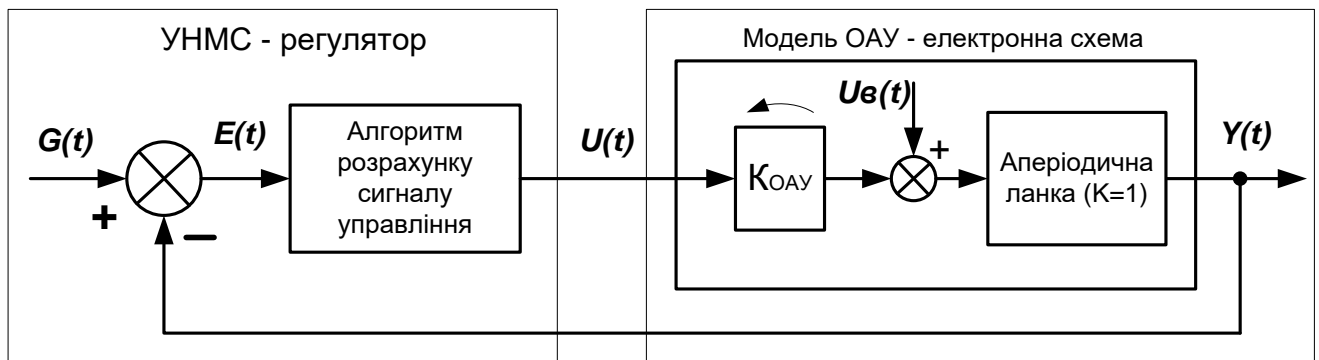 УНМС - регулятор
Модель ОАУ - електронна схема
G(t)
E(t)
Алгоритм
розрахунку
сигналу
управління
U(t)
KОАУ
Uв(t)
Аперіодична
ланка (K=1)
Y(t)
+
−
+